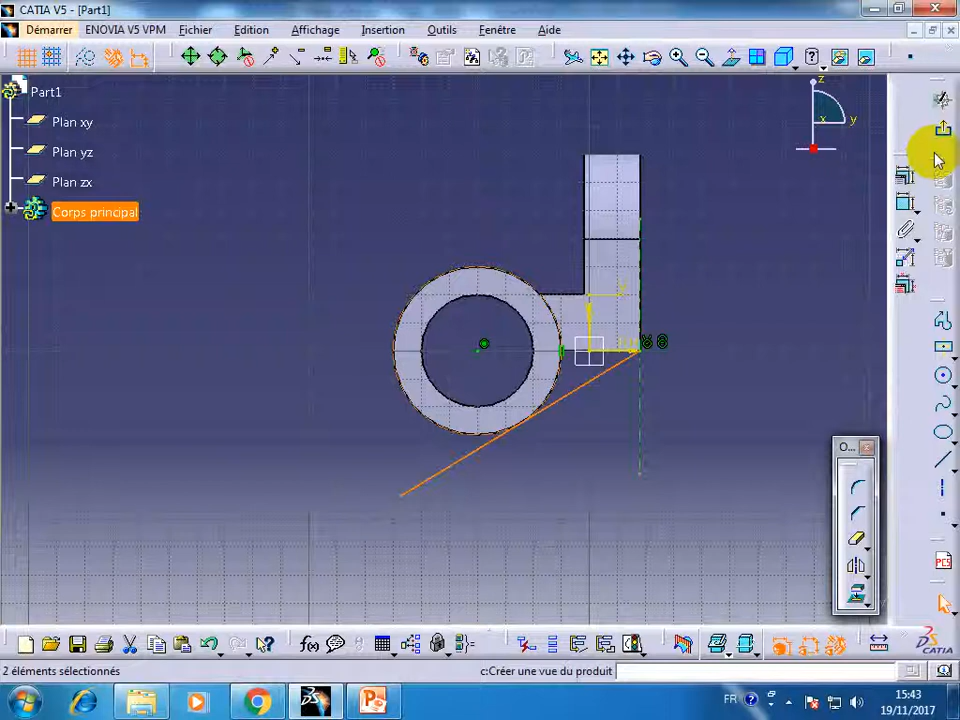 CATIA V5 - [Part1]
Démarrer ENOVIA V5 VPM Fichier Edition Affichage Insertion Outils Fenêtre Aide
Part1
Plan xy
Plan yz
Plan zx
Corps principal
z
x
y
O...
f(x)
PCS
CATIA
2 éléments sélectionnés
c:Créer une vue du produit
FR
15:43
19/11/2017